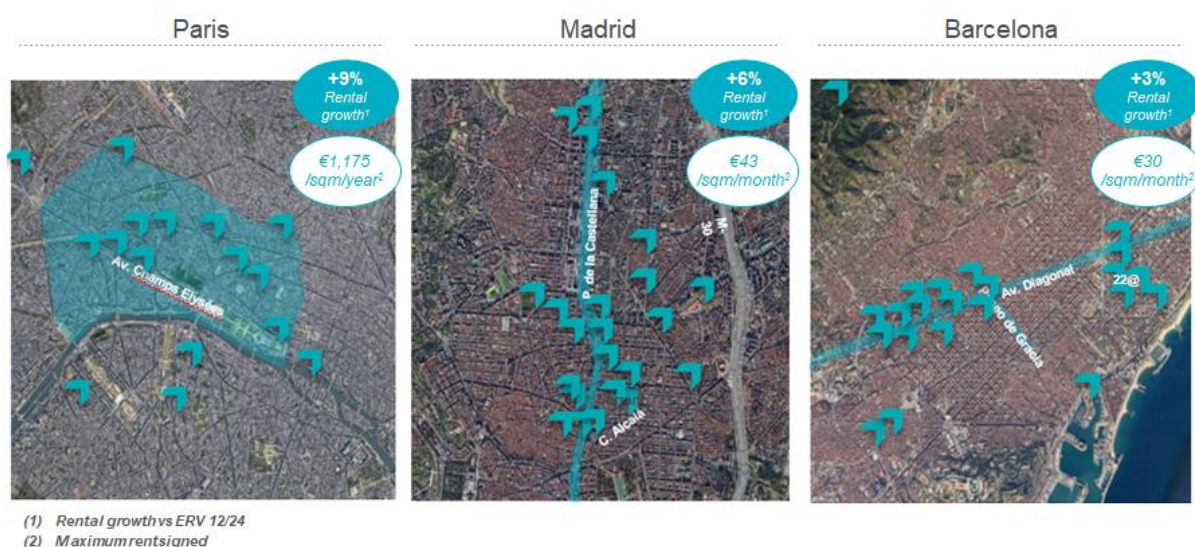 Paris
Madrid
Barcelona
+9%
Rental
growth¹
€1,175
/sqm/year²
Av. Champs Elysées
+6%
Rental
growth¹
€43
/sqm/month²
P. de la Castellana
M-
30
C. Alcalá
+3%
Rental
growth¹
€30
/sqm/month²
Av. Diagonal
22@
no de Gracia
(1) Rental growth vs ERV 12/24
(2) Maximum rent signed